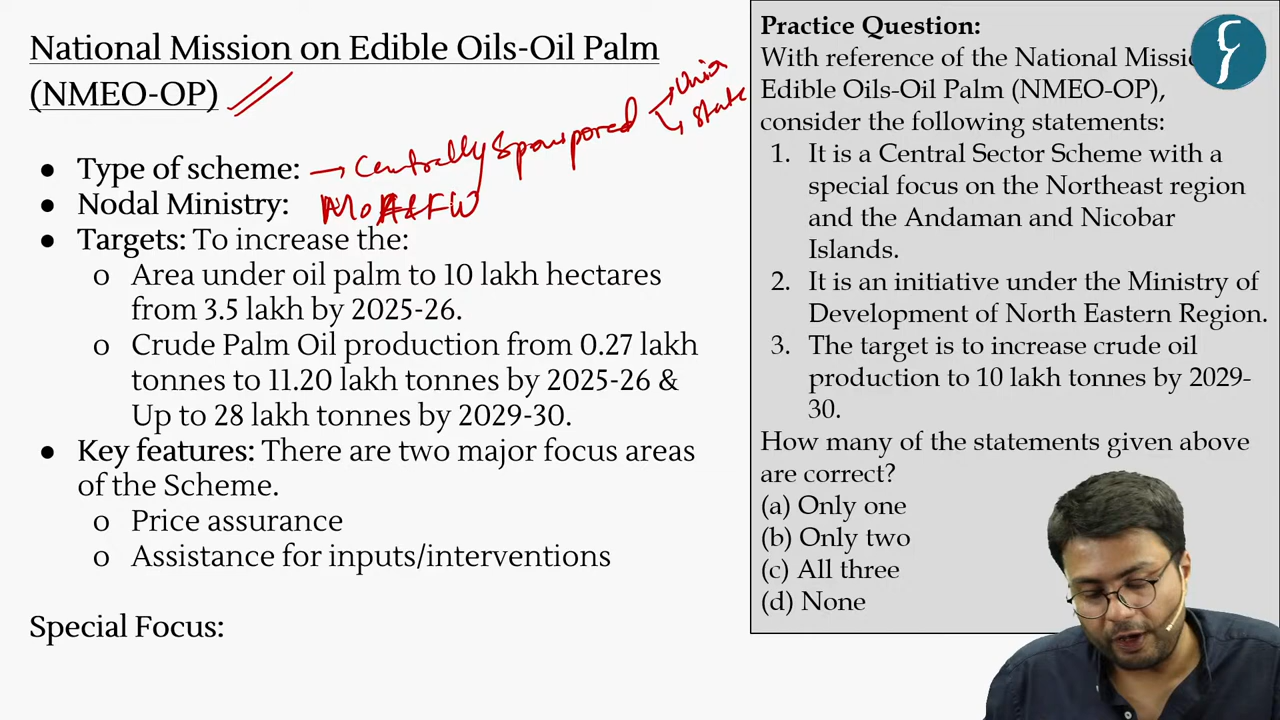 National Mission on Edible Oils-Oil Palm
(NMEO-OP)
● Type of scheme: → Centrally Sponsored
Union
State
● Nodal Ministry: MoA&FW
● Targets: To increase the:
o Area under oil palm to 10 lakh hectares
from 3.5 lakh by 2025-26.
o Crude Palm Oil production from 0.27 lakh
tonnes to 11.20 lakh tonnes by 2025-26 &
Up to 28 lakh tonnes by 2029-30.
● Key features: There are two major focus areas
of the Scheme.
o Price assurance
o Assistance for inputs/interventions
Special Focus:
Practice Question:
With reference of the National Missio
Edible Oils-Oil Palm (NMEO-OP),
consider the following statements:
1. It is a Central Sector Scheme with a
special focus on the Northeast region
and the Andaman and Nicobar
Islands.
2. It is an initiative under the Ministry of
Development of North Eastern Region.
3. The target is to increase crude oil
production to 10 lakh tonnes by 2029-
30.
How many of the statements given above
are correct?
(a) Only one
(b) Only two
(c) All three
(d) None